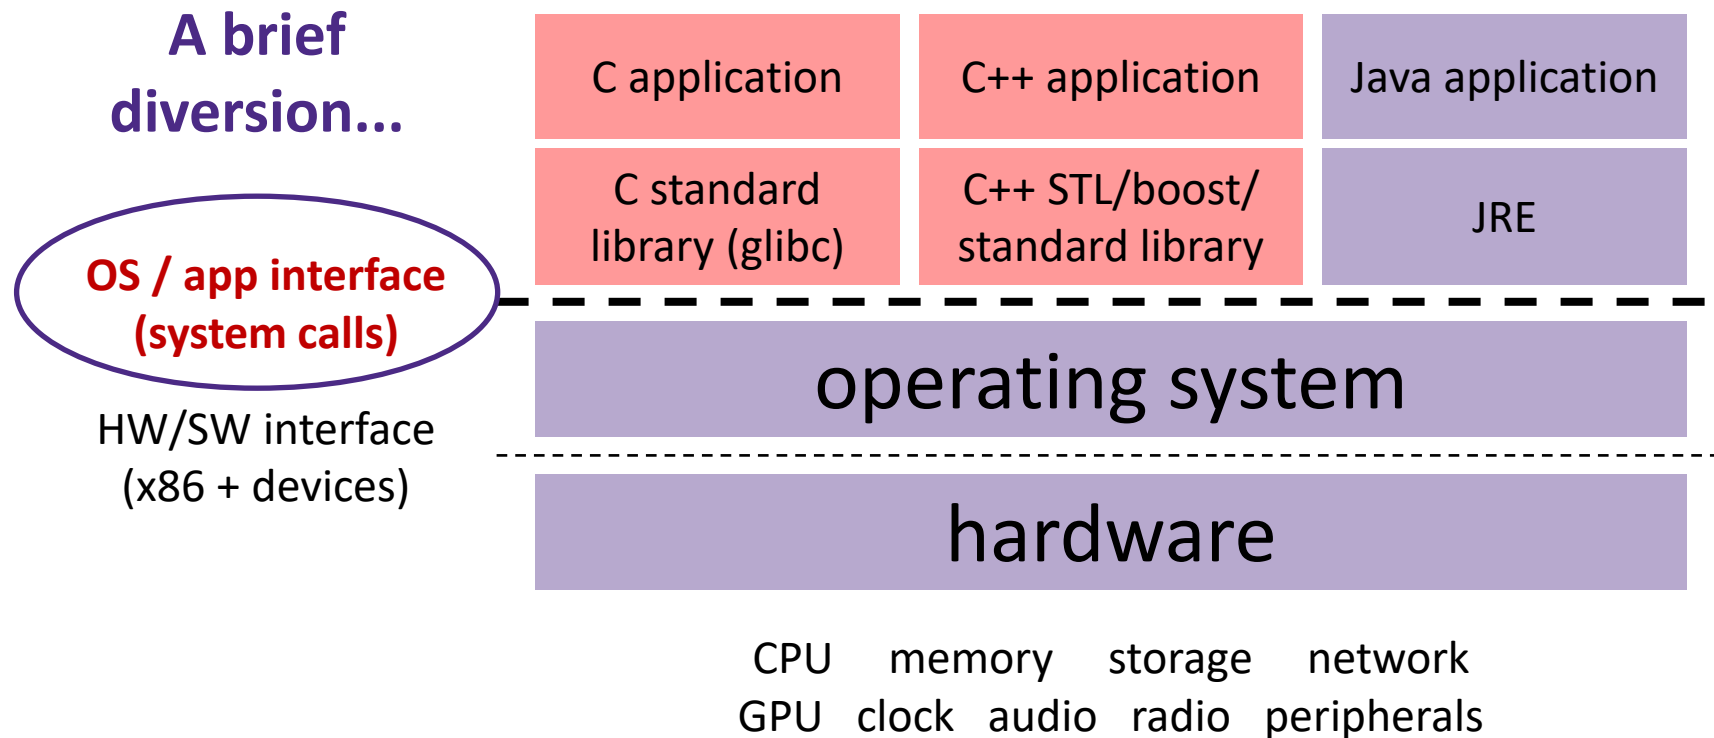 A brief
diversion...
OS / app interface
(system calls)
HW/SW interface
(x86 + devices)
C application
C++ application
Java application
C standard
library (glibc)
C++ STL/boost/
standard library
JRE
operating system
hardware
CPU memory storage network
GPU clock audio radio peripherals